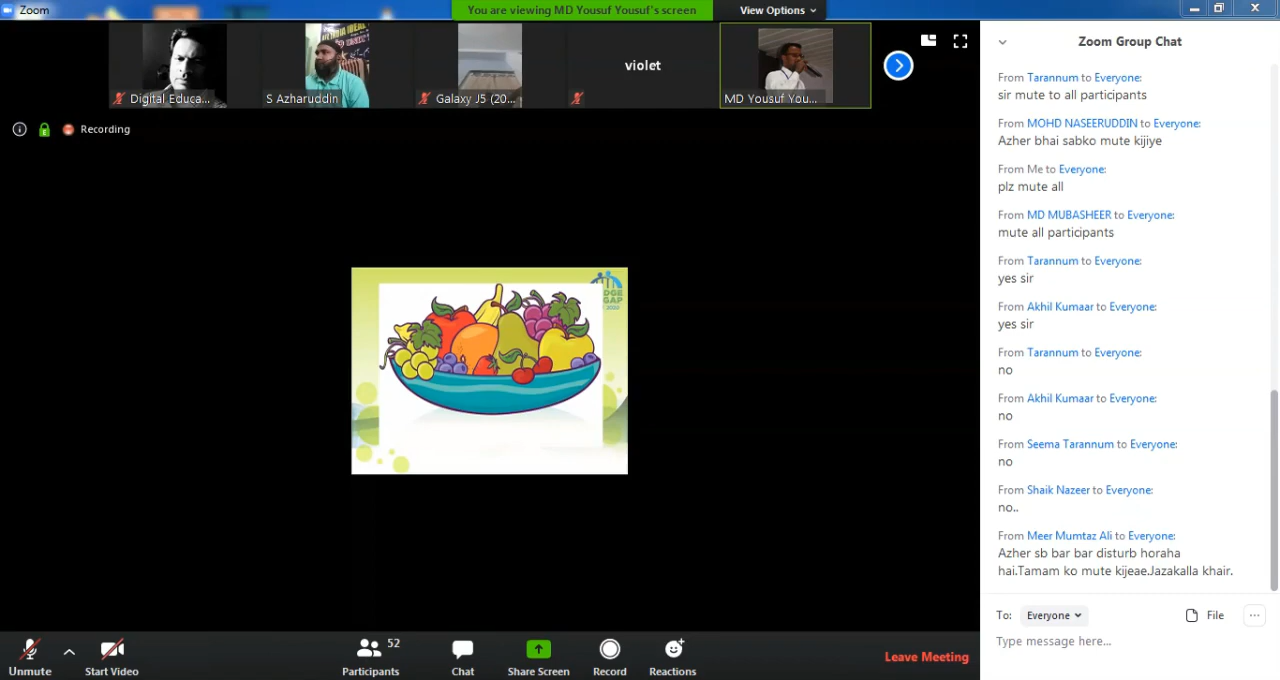 Zoom
You are viewing MD Yousuf Yousuf's screen
View Options
Digital Educa...
S Azharuddin
Galaxy J5 (20...
violet
MD Yousuf You...
Recording
DGE
GAP
Zoom Group Chat
From Tarannum to Everyone:
sir mute to all participants
From MOHD NASEERUDDIN to Everyone:
Azher bhai sabko mute kijiye
From Me to Everyone:
plz mute all
From MD MUBASHEER to Everyone:
mute all participants
From Tarannum to Everyone:
yes sir
From Akhil Kumaar to Everyone:
yes sir
From Tarannum to Everyone:
no
From Akhil Kumaar to Everyone:
no
From Seema Tarannum to Everyone:
no
From Shaik Nazeer to Everyone:
no..
From Meer Mumtaz Ali to Everyone:
Azher sb bar bar disturb horaha
hai.Tamam ko mute kijeae.Jazakalla khair.
To: Everyone
File
Type message here...
Unmute
Start Video
52
Participants
Chat
Share Screen
Record
Reactions
Leave Meeting